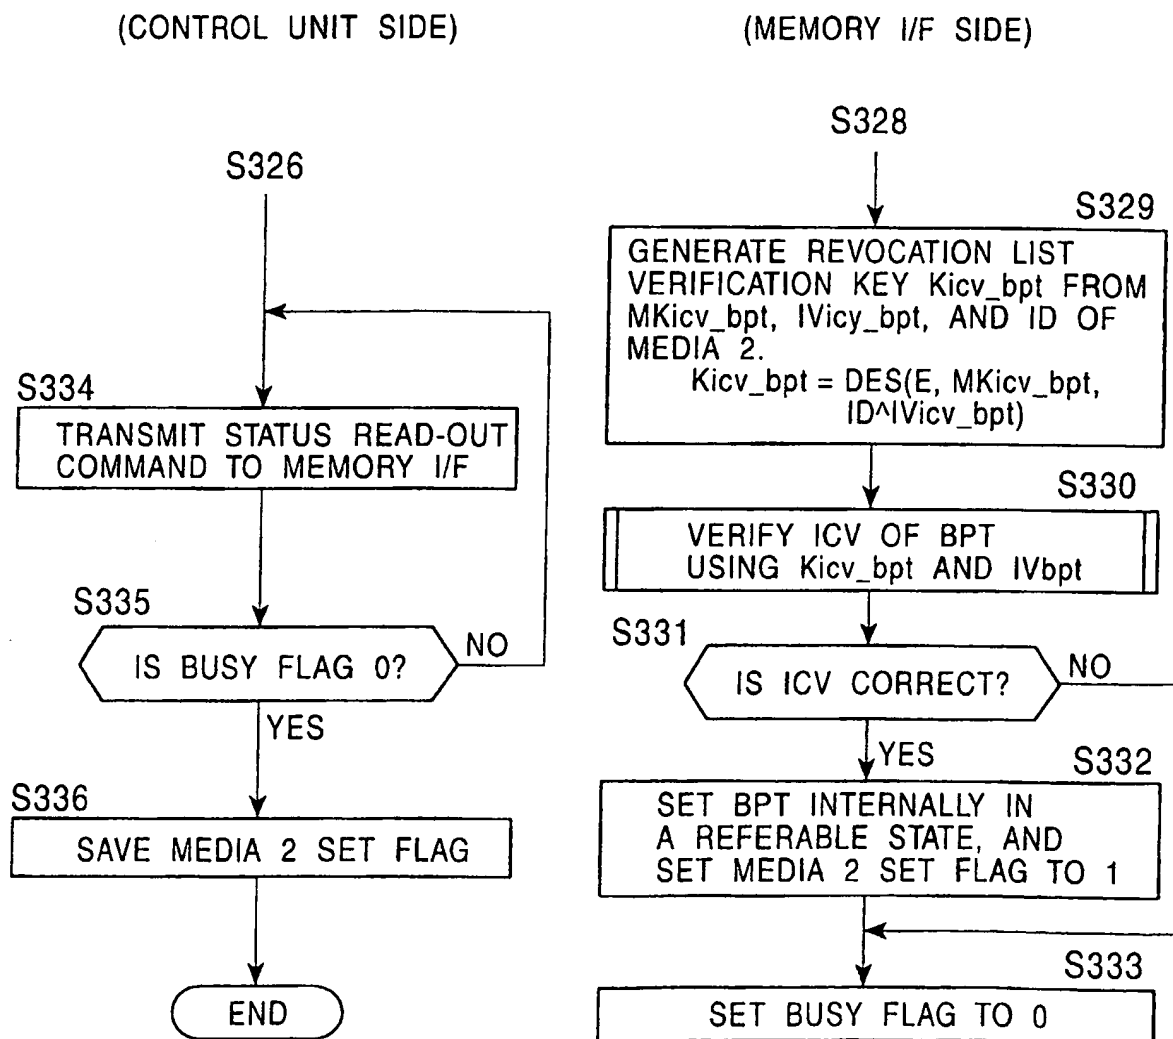 (CONTROL UNIT SIDE)
S326
S334
TRANSMIT STATUS READ-OUT
COMMAND TO MEMORY I/F
S335
IS BUSY FLAG 0?
NO
YES
S336
SAVE MEDIA 2 SET FLAG
END
(MEMORY I/F SIDE)
S328
S329
GENERATE REVOCATION LIST
VERIFICATION KEY Kicv_bpt FROM
MKicv_bpt, IVicy_bpt, AND ID OF
MEDIA 2.
Kicv_bpt = DES(E, MKicv_bpt,
ID^IVicv_bpt)
S330
VERIFY ICV OF BPT
USING Kicv_bpt AND IVbpt
S331
IS ICV CORRECT?
NO
YES
S332
SET BPT INTERNALLY IN
A REFERABLE STATE, AND
SET MEDIA 2 SET FLAG TO 1
S333
SET BUSY FLAG TO 0